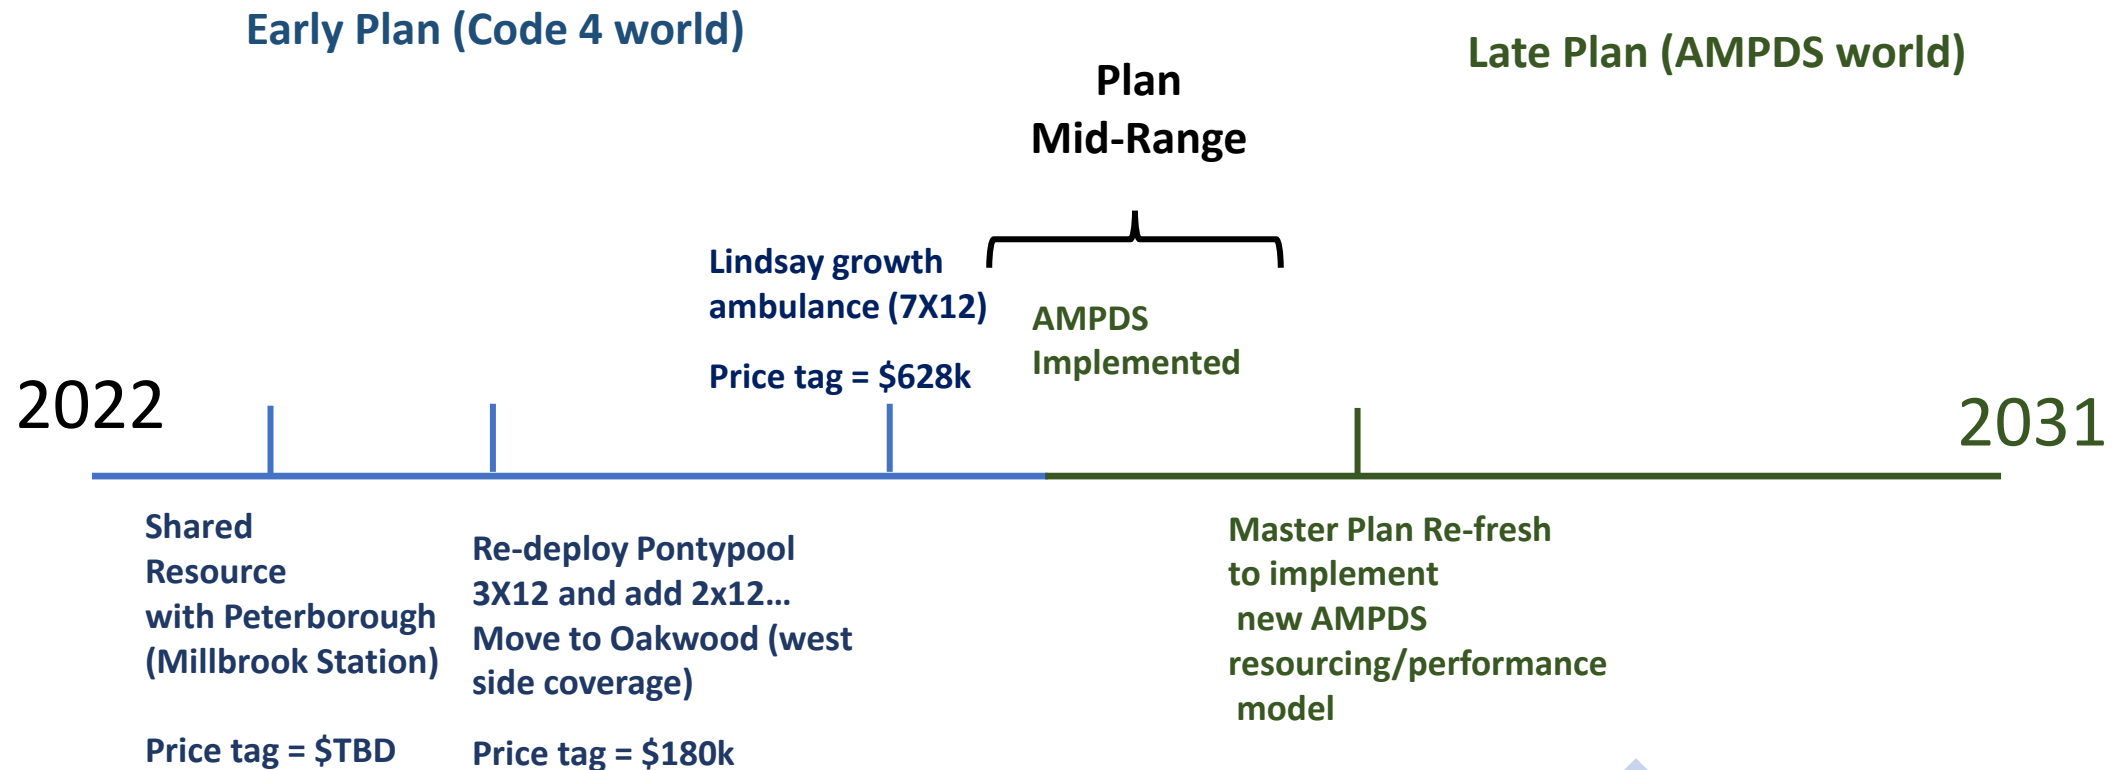 Early Plan (Code 4 world)
Late Plan (AMPDS world)
Plan
Mid-Range
Lindsay growth
ambulance (7X12)
Price tag = $628k
AMPDS
Implemented
2022
2031
Shared
Resource
with Peterborough
(Millbrook Station)
Price tag = $TBD
Re-deploy Pontypool
3X12 and add 2x12…
Move to Oakwood (west
side coverage)
Price tag = $180k
Master Plan Re-fresh
to implement
new AMPDS
resourcing/performance
model